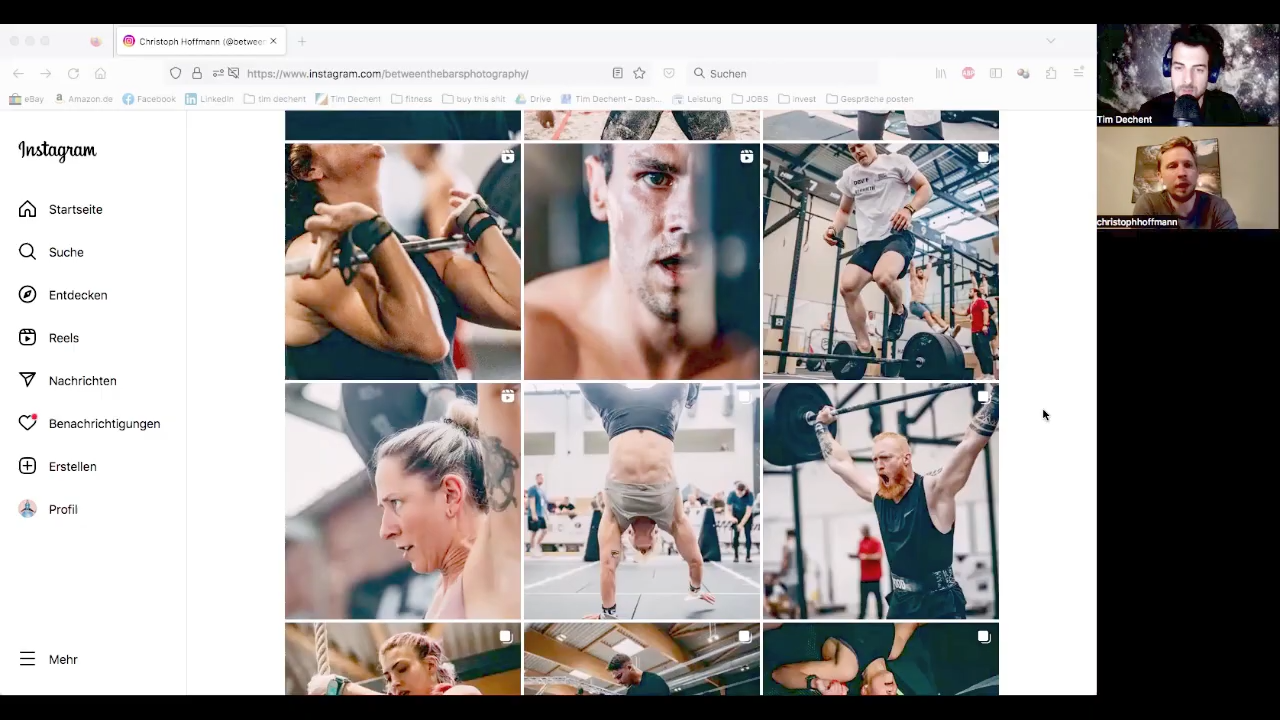 Christoph Hoffmann (@betwee
https://www.instagram.com/betweenthebarsphotography/
Suchen
eBay
Amazon.de
Facebook
LinkedIn
tim dechent
Tim Dechent
fitness
buy this shit
Drive
Tim Dechent – Dash...
Leistung
JOBS
invest
Gespräche posten
ABP
Tim Dechent
christophhoffmann
Instagram
Startseite
Suche
Entdecken
Reels
Nachrichten
Benachrichtigungen
Erstellen
Profil
Mehr